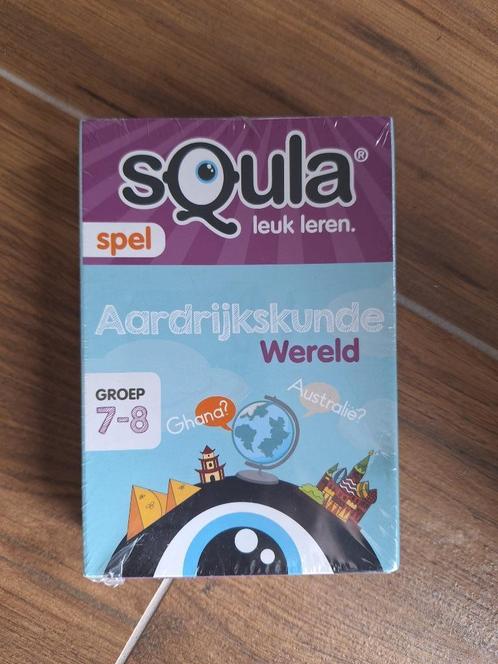 sQula®
leuk leren.
spel
Aardrijkskunde
Wereld
GROEP
7-8
Ghana?
Australië?